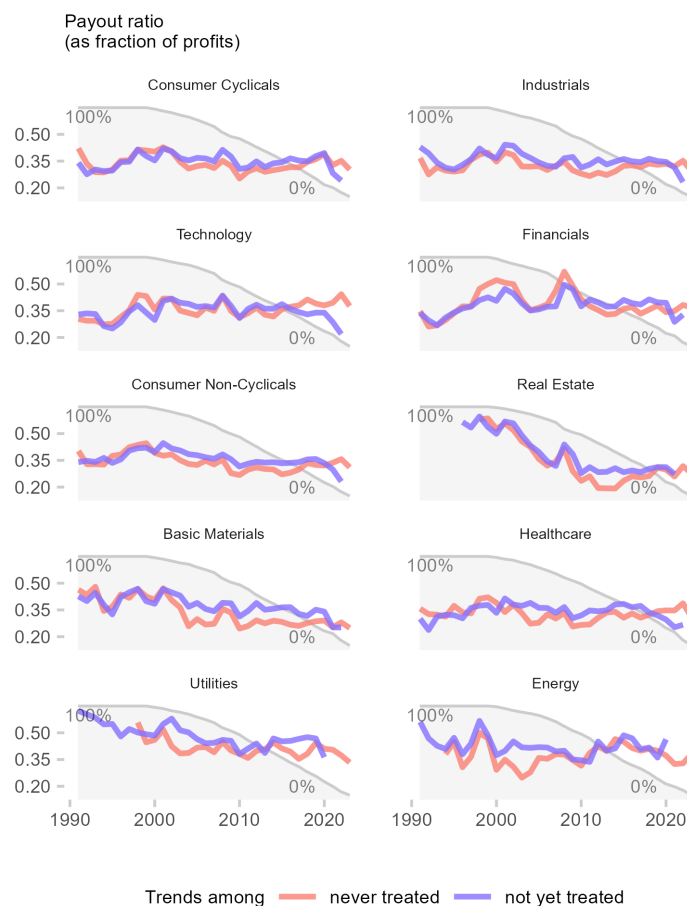 Payout ratio
(as fraction of profits)
Consumer Cyclicals
Industrials
100%
100%
0.50
0.35
0.20
0%
0%
Technology
Financials
100%
100%
0.50
0.35
0.20
0%
0%
Consumer Non-Cyclicals
Real Estate
100%
100%
0.50
0.35
0.20
0%
0%
Basic Materials
Healthcare
100%
100%
0.50
0.35
0.20
0%
0%
Utilities
Energy
100%
100%
0.50
0.35
0.20
0%
0%
1990 2000 2010 2020
1990 2000 2010 2020
Trends among never treated not yet treated